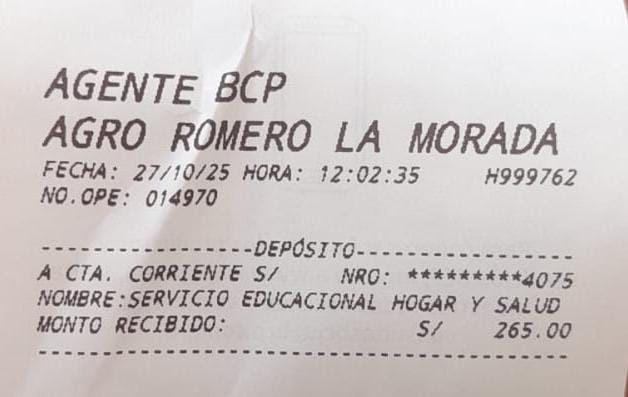 AGENTE BCP
AGRO ROMERO LA MORADA
FECHA: 27/10/25 HORA: 12:02:35 H999762
NO.OPE: 014970
------------------DEPÓSITO------------------
A CTA. CORRIENTE S/ NRO: *********4075
NOMBRE:SERVICIO EDUCACIONAL HOGAR Y SALUD
MONTO RECIBIDO: S/ 265.00
--------------------------------------------